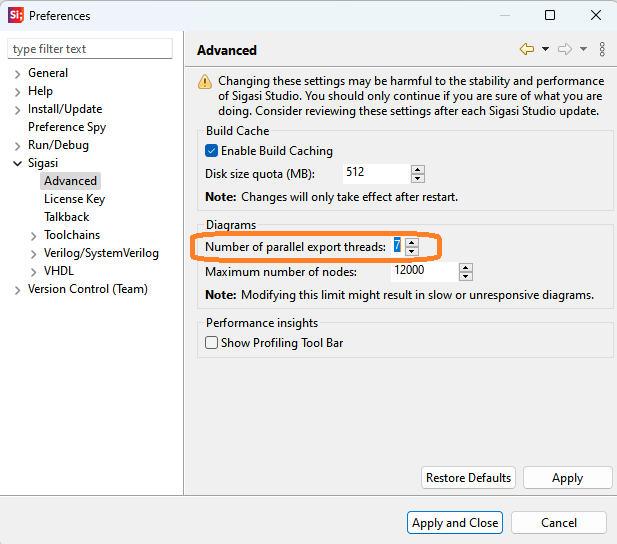 Si; Preferences
type filter text
Advanced
General
Help
Install/Update
Preference Spy
Run/Debug
Sigasi
Advanced
License Key
Talkback
Toolchains
Verilog/SystemVerilog
VHDL
Version Control (Team)
Changing these settings may be harmful to the stability and performance
of Sigasi Studio. You should only continue if you are sure of what you are
doing. Consider reviewing these settings after each Sigasi Studio update.
Build Cache
Enable Build Caching
Disk size quota (MB): 512
Note: Changes will only take effect after restart.
Diagrams
Number of parallel export threads: 7
Maximum number of nodes: 12000
Note: Modifying this limit might result in slow or unresponsive diagrams.
Performance insights
Show Profiling Tool Bar
Restore Defaults Apply
Apply and Close Cancel